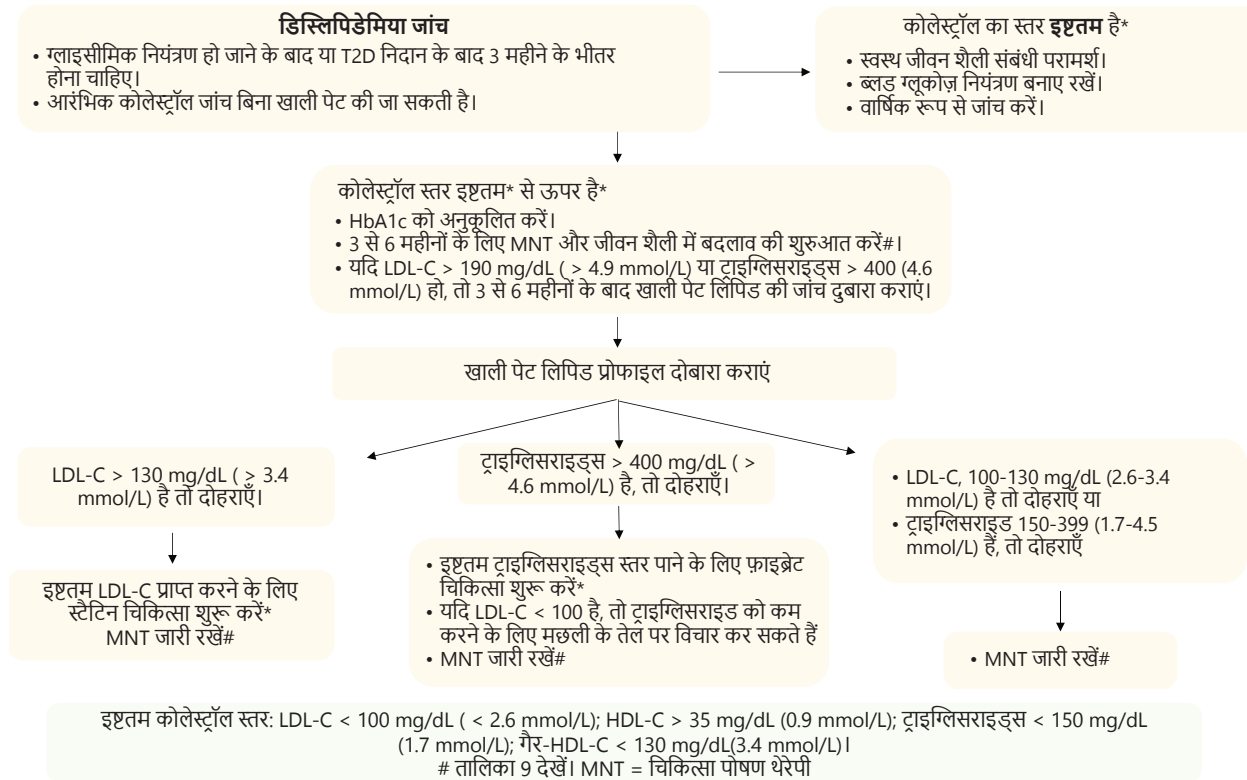 डिस्लिपिडेमिया जांच
• ग्लाइसीमिक नियंत्रण हो जाने के बाद या T2D निदान के बाद 3 महीने के भीतर
होना चाहिए।
• आरंभिक कोलेस्ट्रॉल जांच बिना खाली पेट की जा सकती है।
कोलेस्ट्रॉल का स्तर इष्टतम है*
• स्वस्थ जीवन शैली संबंधी परामर्श।
• ब्लड ग्लूकोज़ नियंत्रण बनाए रखें।
• वार्षिक रूप से जांच करें।
कोलेस्ट्रॉल स्तर इष्टतम* से ऊपर है*
• HbA1c को अनुकूलित करें।
• 3 से 6 महीनों के लिए MNT और जीवन शैली में बदलाव की शुरुआत करें#।
• यदि LDL-C > 190 mg/dL ( > 4.9 mmol/L) या ट्राइग्लिसराइड्स > 400 (4.6
mmol/L) हो, तो 3 से 6 महीनों के बाद खाली पेट लिपिड की जांच दुबारा कराएं।
खाली पेट लिपिड प्रोफाइल दोबारा कराएं
LDL-C > 130 mg/dL ( > 3.4
mmol/L) है तो दोहराएँ।
इष्टतम LDL-C प्राप्त करने के लिए
स्टैटिन चिकित्सा शुरू करें*
MNT जारी रखें#
ट्राइग्लिसराइड्स > 400 mg/dL ( >
4.6 mmol/L) है, तो दोहराएँ।
• इष्टतम ट्राइग्लिसराइड्स स्तर पाने के लिए फ़ाइब्रेट
चिकित्सा शुरू करें*
• यदि LDL-C < 100 है, तो ट्राइग्लिसराइड को कम
करने के लिए मछली के तेल पर विचार कर सकते हैं
• MNT जारी रखें#
• LDL-C, 100-130 mg/dL (2.6-3.4
mmol/L) है तो दोहराएँ या
• ट्राइग्लिसराइड 150-399 (1.7-4.5
mmol/L) हैं, तो दोहराएँ
• MNT जारी रखें#
इष्टतम कोलेस्ट्रॉल स्तर: LDL-C < 100 mg/dL ( < 2.6 mmol/L); HDL-C > 35 mg/dL (0.9 mmol/L); ट्राइग्लिसराइड्स < 150 mg/dL
(1.7 mmol/L); गैर-HDL-C < 130 mg/dL(3.4 mmol/L)।
# तालिका 9 देखें। MNT = चिकित्सा पोषण थेरेपी